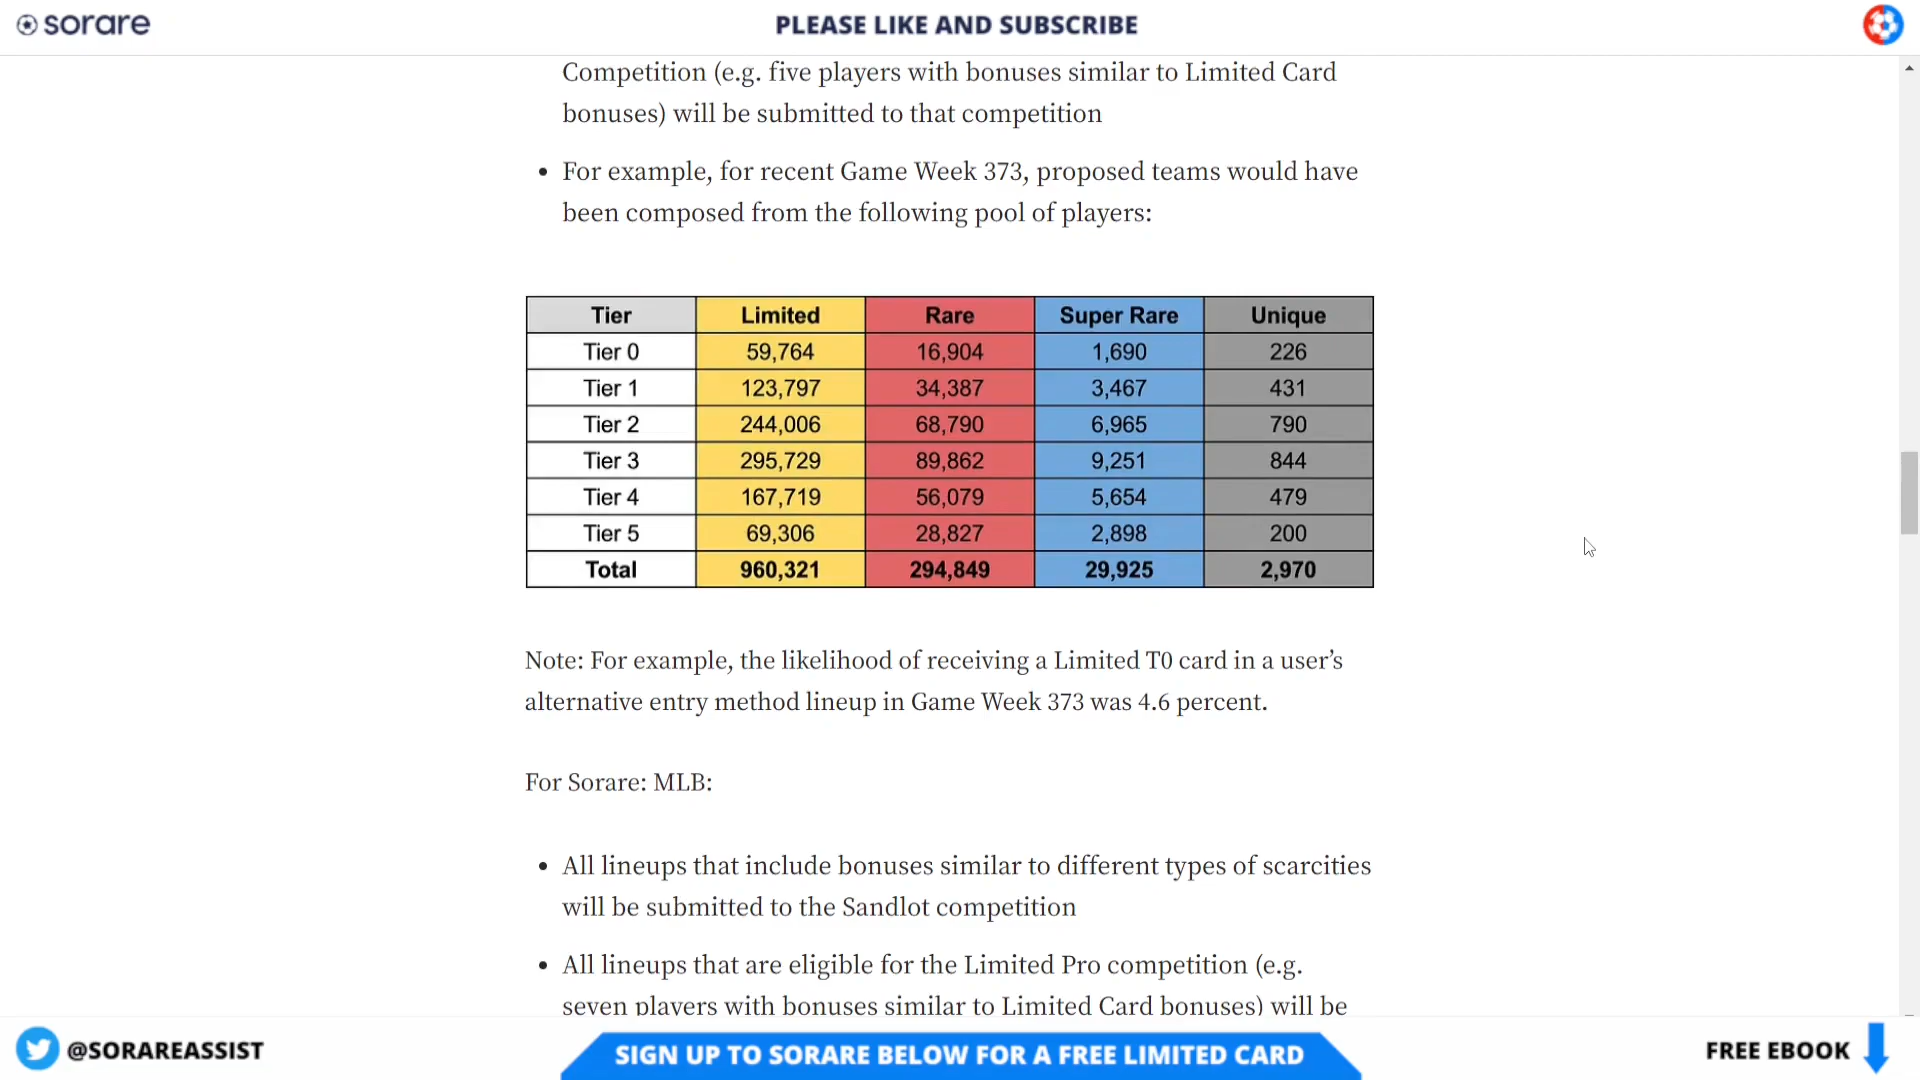 sorare
PLEASE LIKE AND SUBSCRIBE
Competition (e.g. five players with bonuses similar to Limited Card
bonuses) will be submitted to that competition
• For example, for recent Game Week 373, proposed teams would have
been composed from the following pool of players:
Tier Limited Rare Super Rare Unique
Tier 0 59,764 16,904 1,690 226
Tier 1 123,797 34,387 3,467 431
Tier 2 244,006 68,790 6,965 790
Tier 3 295,729 89,862 9,251 844
Tier 4 167,719 56,079 5,654 479
Tier 5 69,306 28,827 2,898 200
Total 960,321 294,849 29,925 2,970
Note: For example, the likelihood of receiving a Limited T0 card in a user’s
alternative entry method lineup in Game Week 373 was 4.6 percent.
For Sorare: MLB:
• All lineups that include bonuses similar to different types of scarcities
will be submitted to the Sandlot competition
• All lineups that are eligible for the Limited Pro competition (e.g.
seven players with bonuses similar to Limited Card bonuses) will be
@SORAREASSIST
SIGN UP TO SORARE BELOW FOR A FREE LIMITED CARD
FREE EBOOK